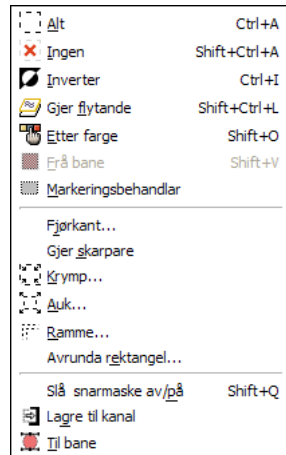 Alt Ctrl+A
Ingen Shift+Ctrl+A
Inverter Ctrl+I
Gjer flytande Shift+Ctrl+L
Etter farge Shift+O
Frå bane Shift+V
Markeringsbehandlar
Fjørkant...
Gjer skarpare
Krymp...
Auk...
Ramme...
Avrunda rektangel...
Slå snarmaske av/på Shift+Q
Lagre til kanal
Til bane